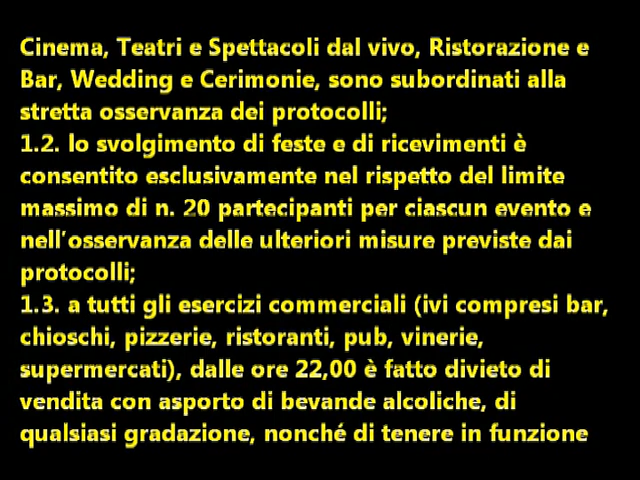 Cinema, Teatri e Spettacoli dal vivo, Ristorazione e
Bar, Wedding e Cerimonie, sono subordinati alla
stretta osservanza dei protocolli;
1.2. lo svolgimento di feste e di ricevimenti è
consentito esclusivamente nel rispetto del limite
massimo di n. 20 partecipanti per ciascun evento e
nell'osservanza delle ulteriori misure previste dai
protocolli;
1.3. a tutti gli esercizi commerciali (ivi compresi bar,
chioschi, pizzerie, ristoranti, pub, vinerie,
supermercati), dalle ore 22,00 è fatto divieto di
vendita con asporto di bevande alcoliche, di
qualsiasi gradazione, nonché di tenere in funzione